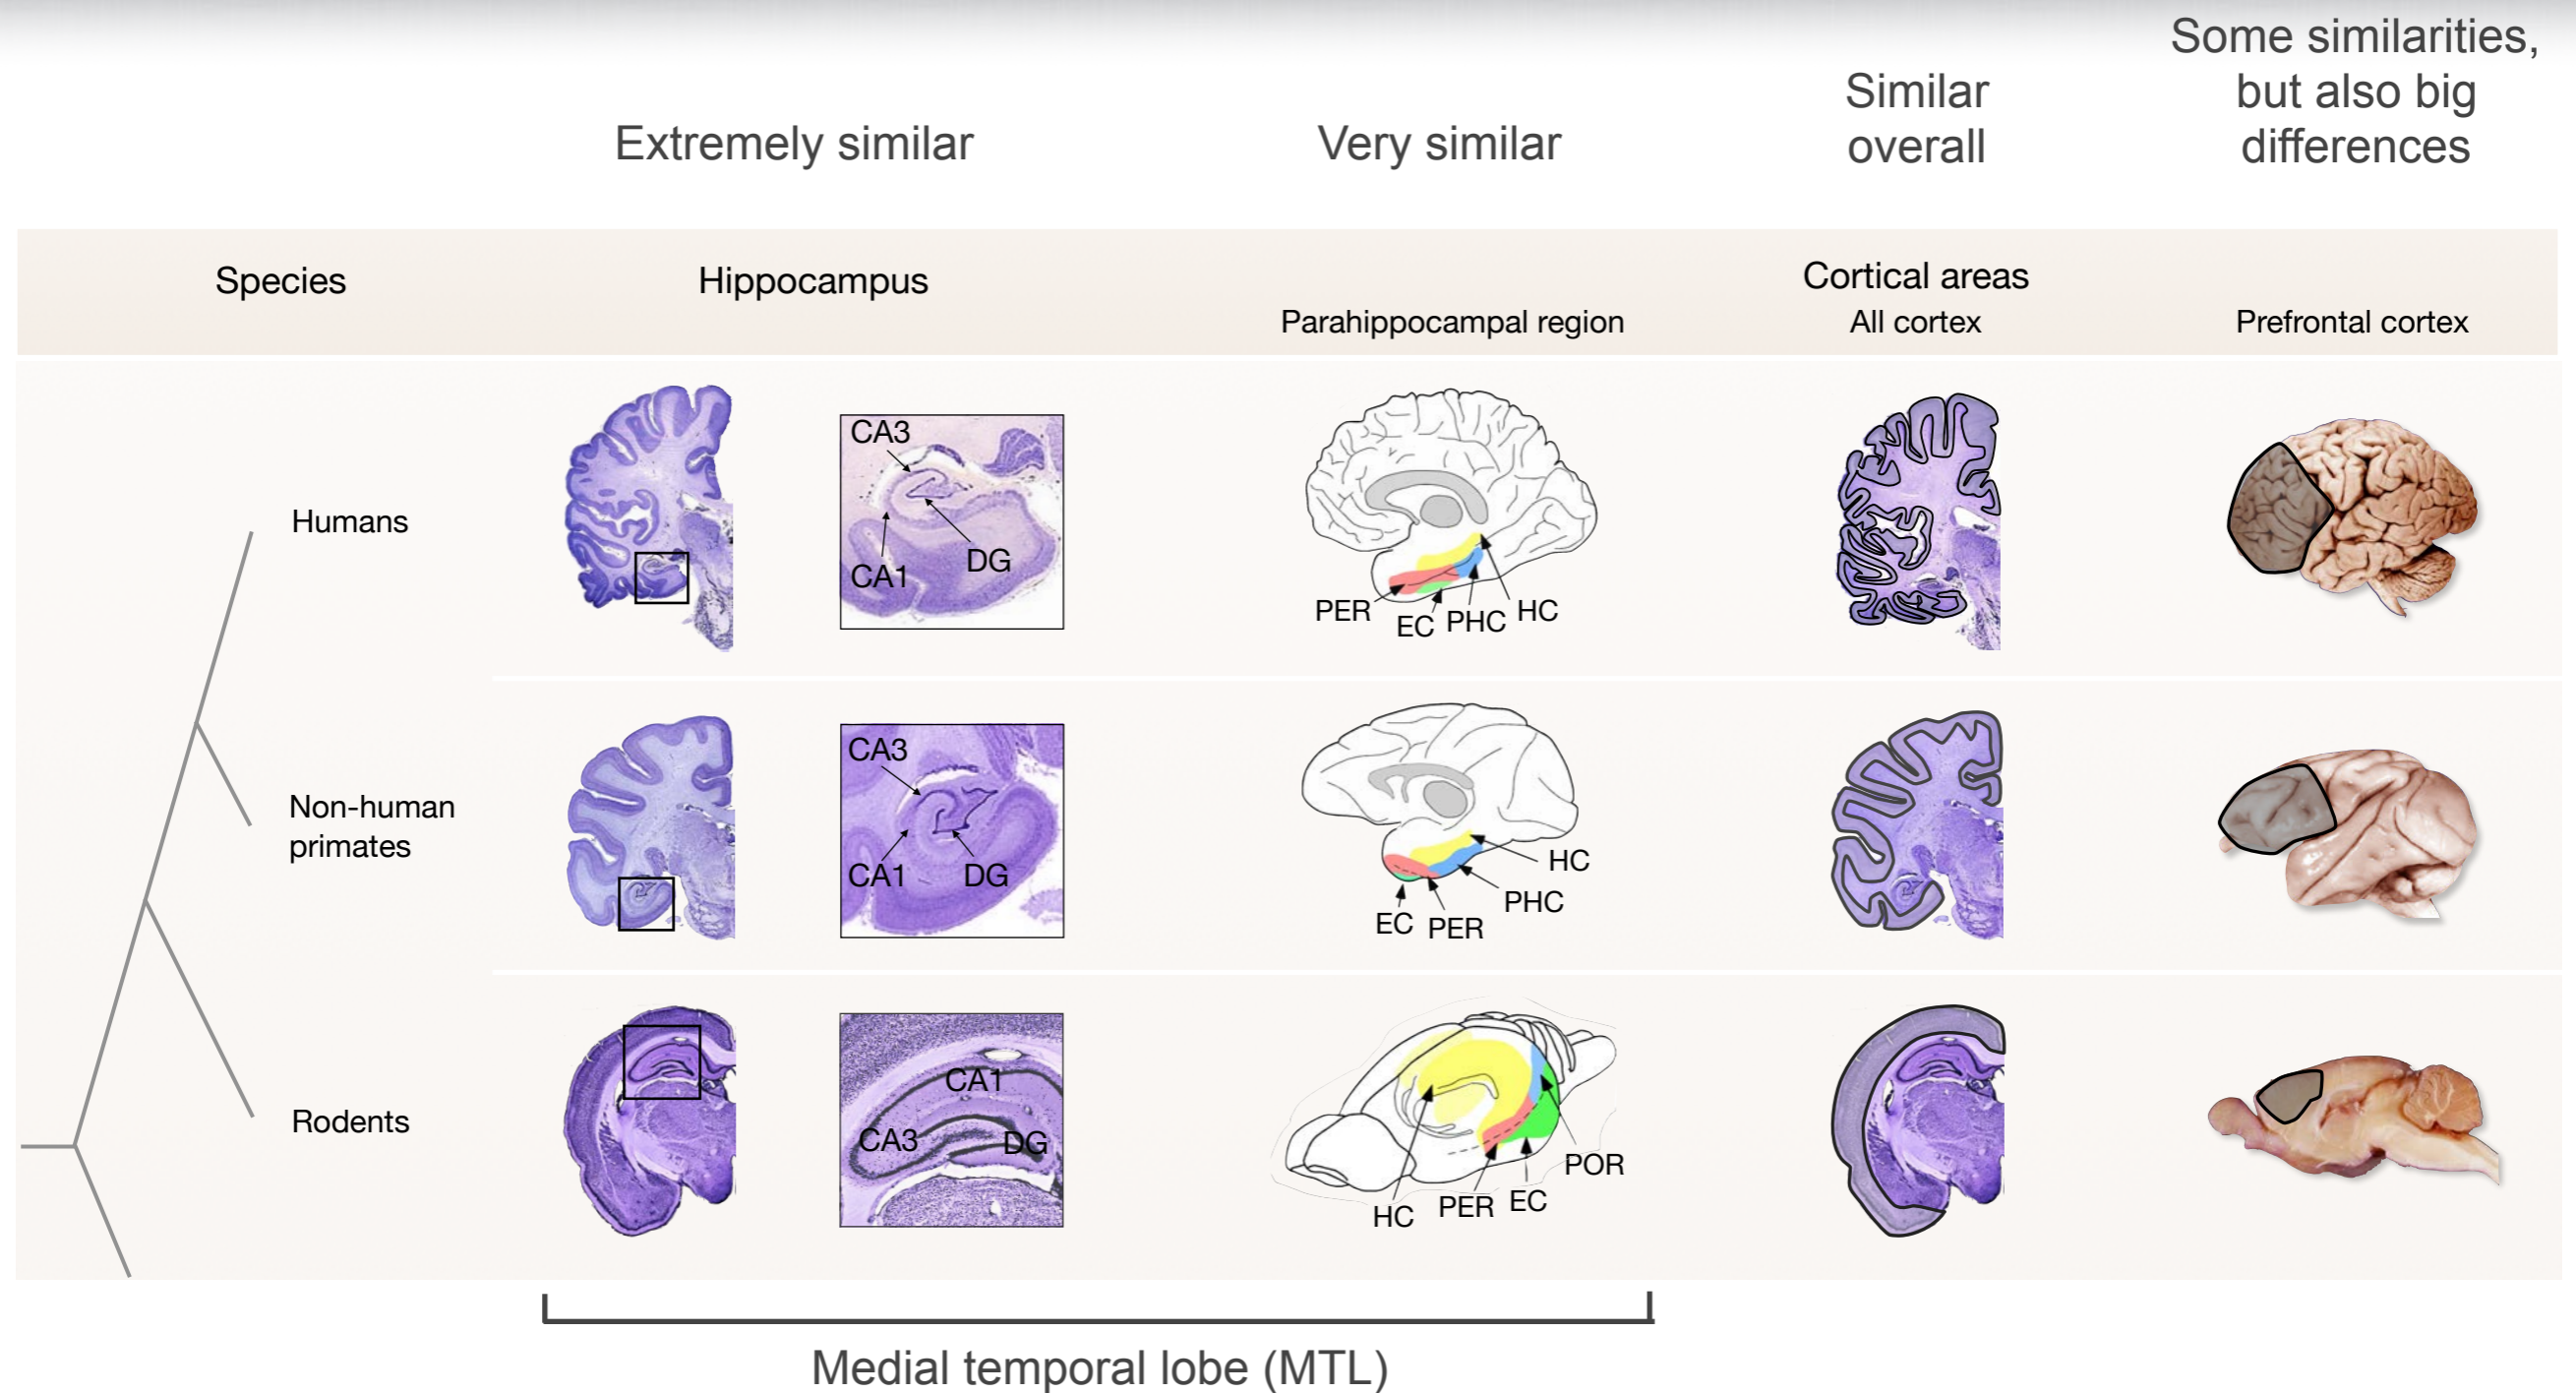 Extremely similar
Very similar
Similar
overall
Some similarities,
but also big
differences
Species
Hippocampus
Cortical areas
Parahippocampal region
All cortex
Prefrontal cortex
Humans
CA3
CA1
DG
PER
EC
PHC
HC
Non-human
primates
CA3
CA1
DG
HC
PHC
EC
PER
Rodents
CA1
CA3
DG
POR
EC
PER
HC
Medial temporal lobe (MTL)